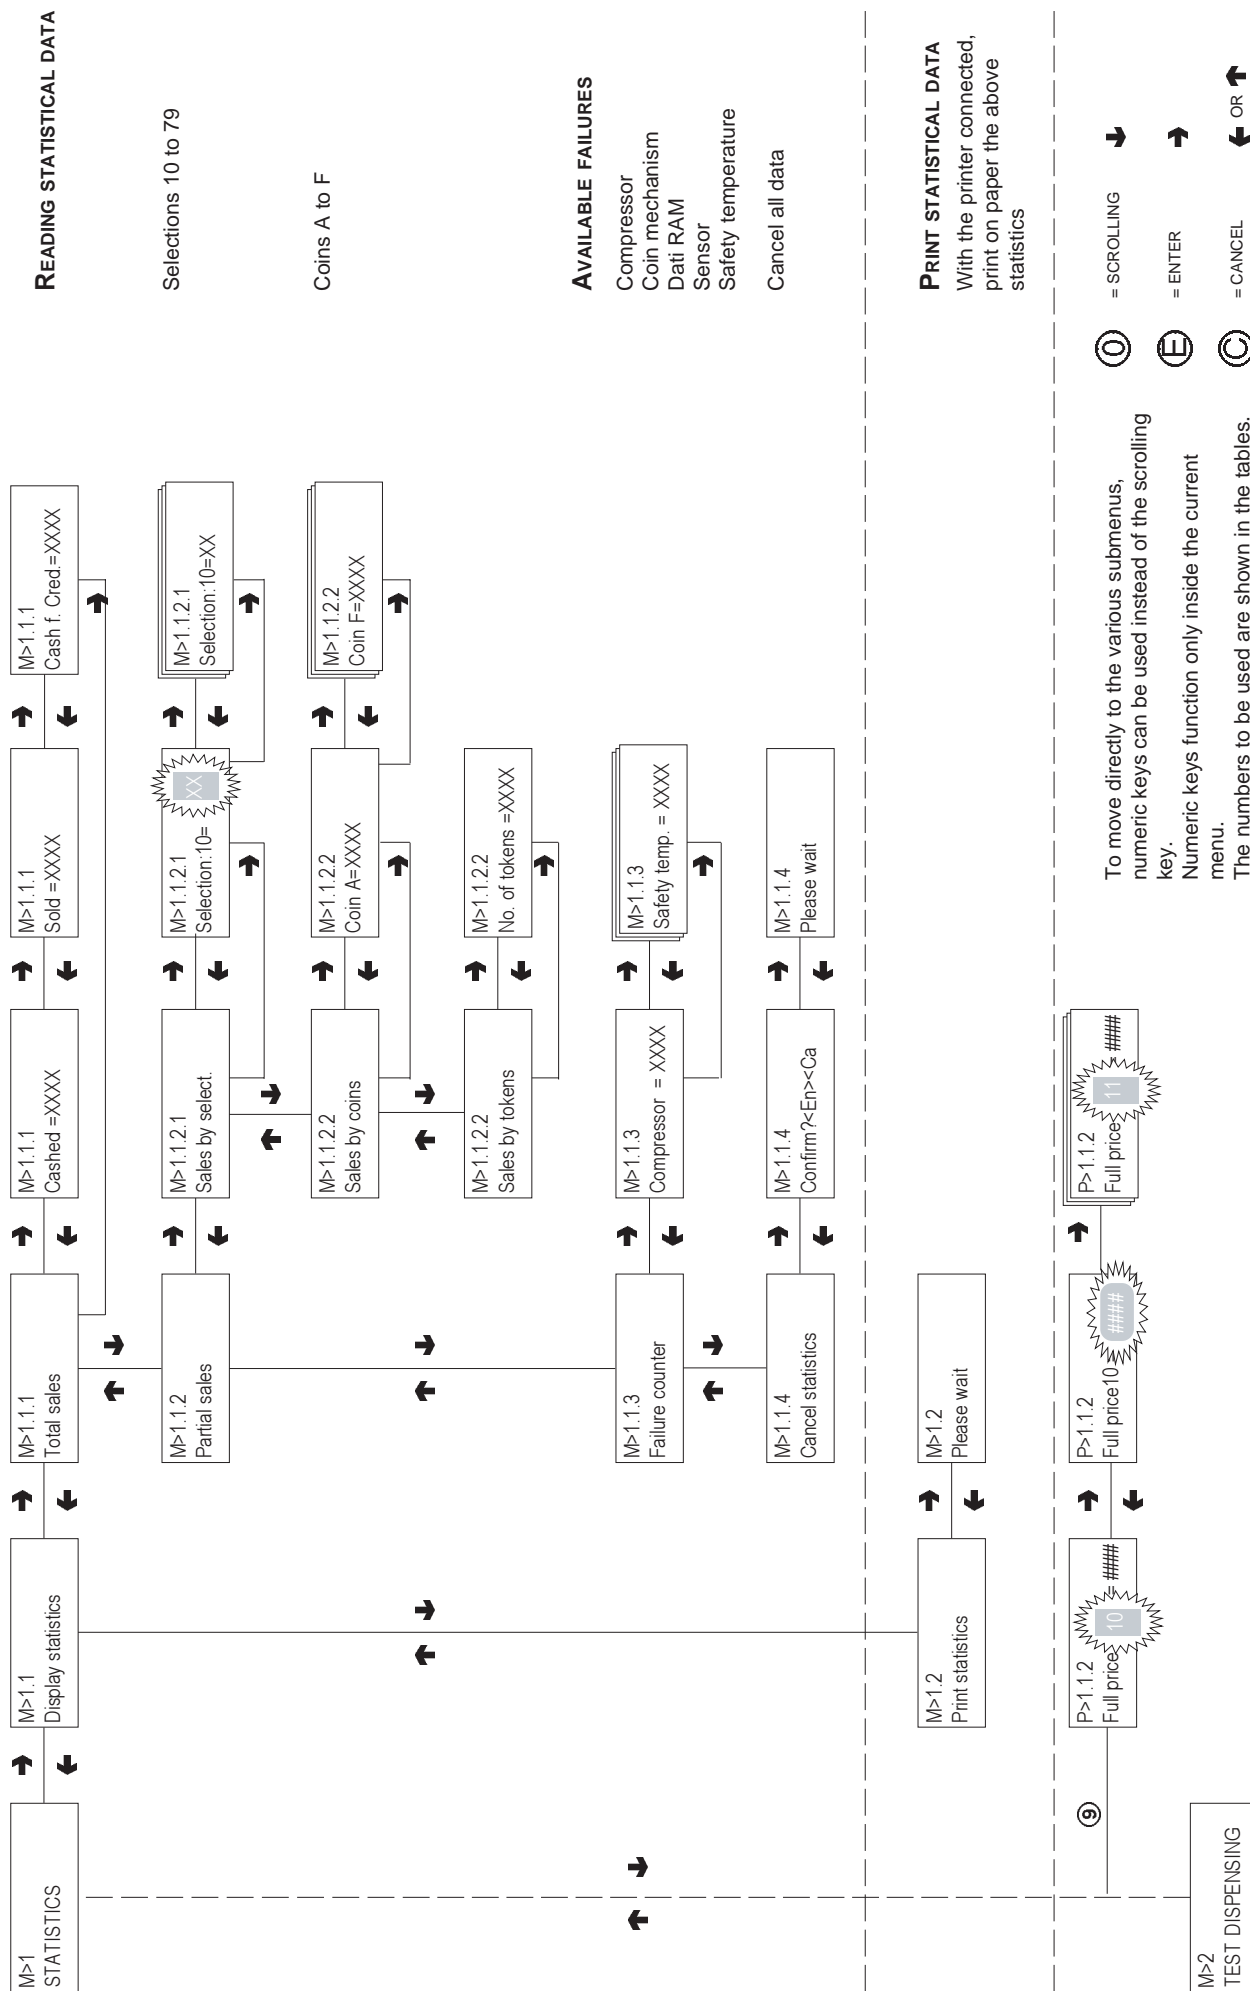 M>1
STATISTICS
M>1.1
Display statistics
M>1.1.1
Total sales
M>1.1.1
Cashed =XXXX
M>1.1.1
Sold =XXXX
M>1.1.1
Cash f. Cred.=XXXX
READING STATISTICAL DATA
M>1.1.2
Partial sales
M>1.1.2.1
Sales by select.
M>1.1.2.1
Selection:10= XX
M>1.1.2.1
Selection:10=XX
Selections 10 to 79
M>1.1.2.2
Sales by coins
M>1.1.2.2
Coin A=XXXX
M>1.1.2.2
Coin F=XXXX
Coins A to F
M>1.1.2.2
Sales by tokens
M>1.1.2.2
No. of tokens =XXXX
M>1.1.3
Failure counter
M>1.1.3
Compressor = XXXX
M>1.1.3
Safety temp. = XXXX
AVAILABLE FAILURES
Compressor
Coin mechanism
Dati RAM
Sensor
Safety temperature
M>1.1.4
Cancel statistics
M>1.1.4
Confirm?<En><Ca
M>1.1.4
Please wait
Cancel all data
M>1.2
Print statistics
M>1.2
Please wait
PRINT STATISTICAL DATA
With the printer connected,
print on paper the above
statistics
9
P>1.1.2
Full price 10 = ####
P>1.1.2
Full price10 ####
P>1.1.2
Full price 11 = ####
M>2
TEST DISPENSING
To move directly to the various submenus,
numeric keys can be used instead of the scrolling
key.
Numeric keys function only inside the current
menu.
The numbers to be used are shown in the tables.
0 = SCROLLING
E = ENTER
C = CANCEL OR